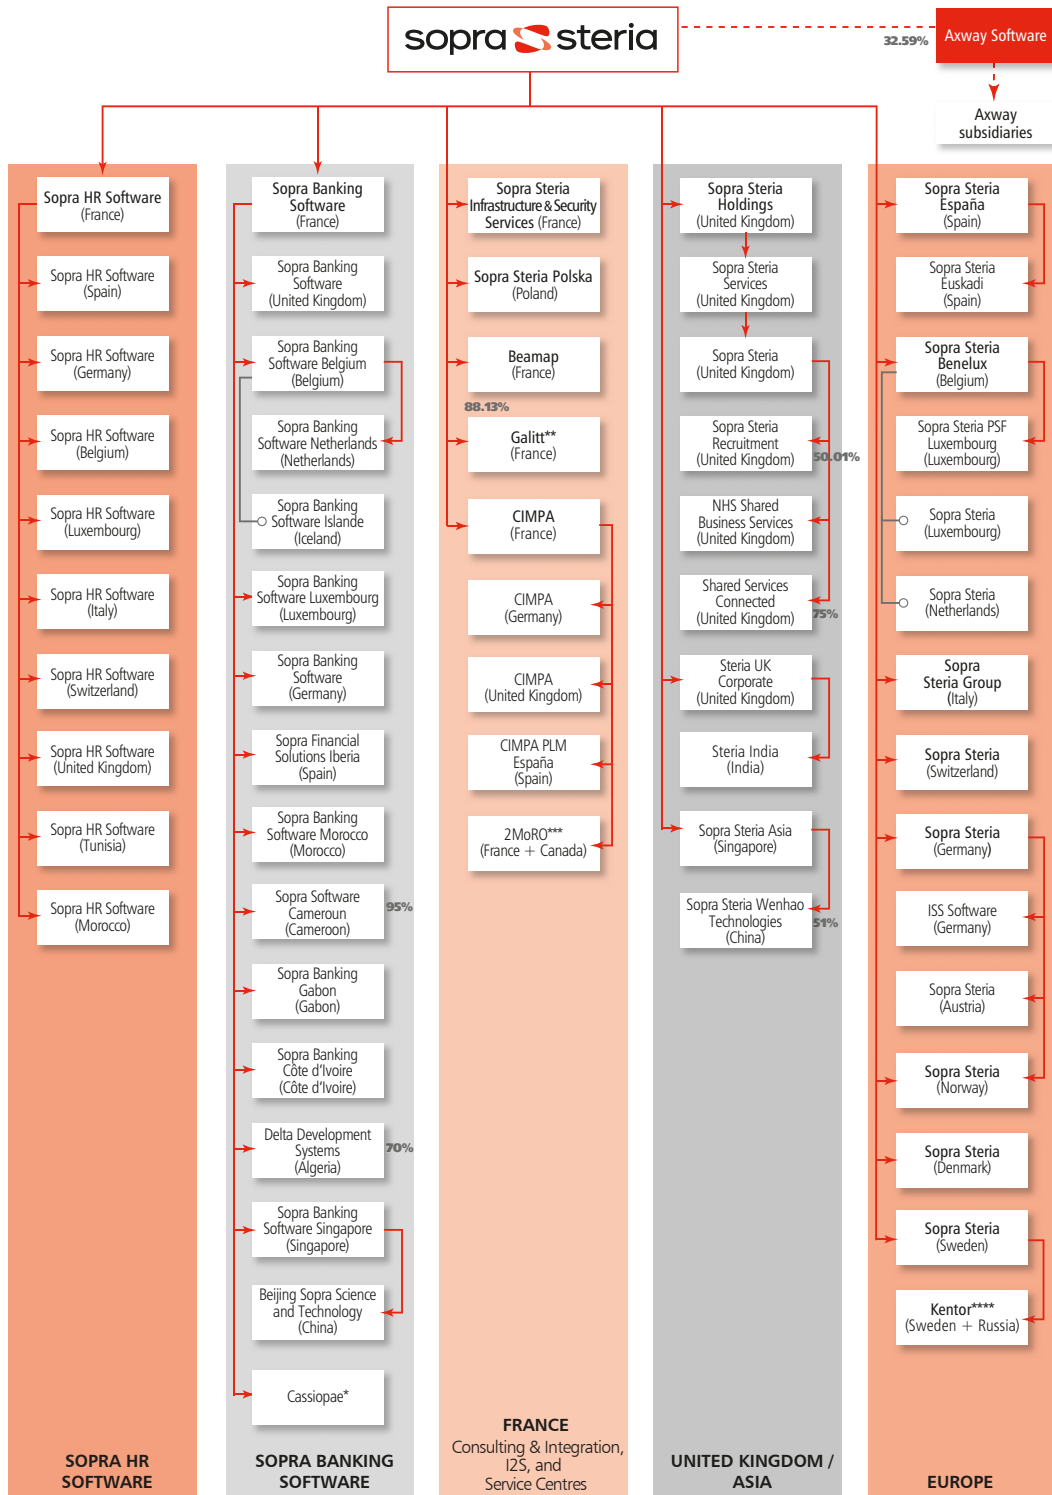 sopra steria
32.59%
Axway Software
Axway
subsidiaries
Sopra HR Software
(France)
Sopra HR Software
(Spain)
Sopra HR Software
(Germany)
Sopra HR Software
(Belgium)
Sopra HR Software
(Luxembourg)
Sopra HR Software
(Italy)
Sopra HR Software
(Switzerland)
Sopra HR Software
(United Kingdom)
Sopra HR Software
(Tunisia)
Sopra HR Software
(Morocco)
SOPRA HR
SOFTWARE
Sopra Banking
Software
(France)
Sopra Banking
Software
(United Kingdom)
Sopra Banking
Software Belgium
(Belgium)
Sopra Banking
Software Netherlands
(Netherlands)
Sopra Banking
Software Islande
(Iceland)
Sopra Banking
Software Luxembourg
(Luxembourg)
Sopra Banking
Software
(Germany)
Sopra Financial
Solutions Iberia
(Spain)
Sopra Banking
Software Morocco
(Morocco)
Sopra Software
Cameroun
(Cameroon)
95%
Sopra Banking
Gabon
(Gabon)
Sopra Banking
Côte d'Ivoire
(Côte d'Ivoire)
Delta Development
Systems
(Algeria)
70%
Sopra Banking
Software Singapore
(Singapore)
Beijing Sopra Science
and Technology
(China)
Cassiopae*
SOPRA BANKING
SOFTWARE
Sopra Steria
Infrastructure & Security
Services (France)
Sopra Steria Polska
(Poland)
Beamap
(France)
88.13%
Galitt**
(France)
CIMPA
(France)
CIMPA
(Germany)
CIMPA
(United Kingdom)
CIMPA PLM
España
(Spain)
2MoRO***
(France + Canada)
FRANCE
Consulting & Integration,
I2S, and
Service Centres
Sopra Steria
Holdings
(United Kingdom)
Sopra Steria
Services
(United Kingdom)
Sopra Steria
(United Kingdom)
Sopra Steria
Recruitment
(United Kingdom)
50.01%
NHS Shared
Business Services
(United Kingdom)
Shared Services
Connected
(United Kingdom)
75%
Steria UK
Corporate
(United Kingdom)
Steria India
(India)
Sopra Steria Asia
(Singapore)
Sopra Steria Wenhao
Technologies
(China)
51%
UNITED KINGDOM /
ASIA
Sopra Steria
España
(Spain)
Sopra Steria
Euskadi
(Spain)
Sopra Steria
Benelux
(Belgium)
Sopra Steria PSF
Luxembourg
(Luxembourg)
Sopra Steria
(Luxembourg)
Sopra Steria
(Netherlands)
Sopra
Steria Group
(Italy)
Sopra Steria
(Switzerland)
Sopra Steria
(Germany)
ISS Software
(Germany)
Sopra Steria
(Austria)
Sopra Steria
(Norway)
Sopra Steria
(Denmark)
Sopra Steria
(Sweden)
Kentor****
(Sweden + Russia)
EUROPE